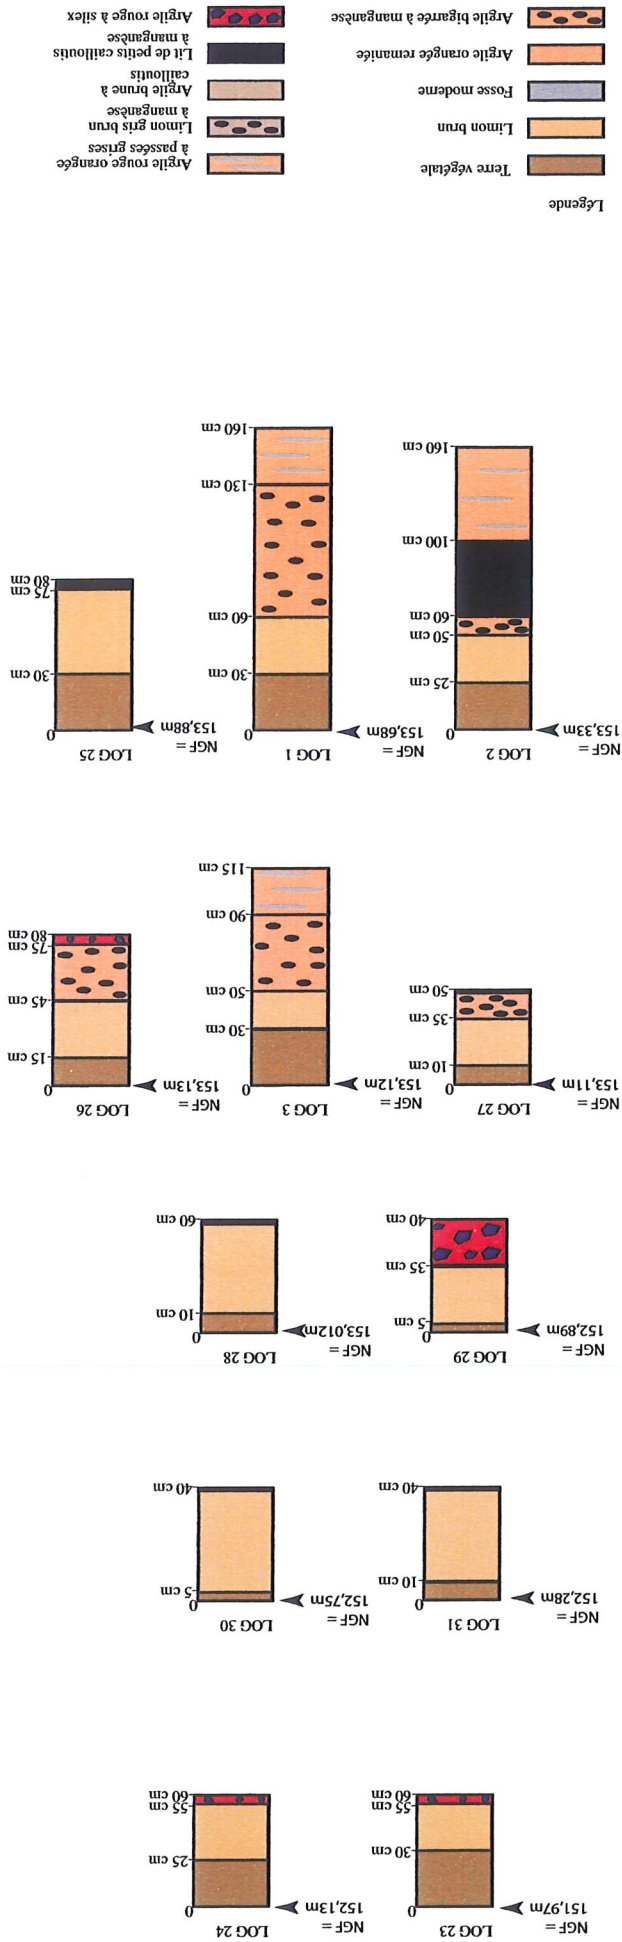 LOG 23
NGF =
151,97m
0
30 cm
55 cm
60 cm
LOG 24
NGF =
152,13m
0
25 cm
55 cm
60 cm
LOG 31
NGF =
152,28m
0
10 cm
40 cm
LOG 30
NGF =
152,75m
0
5 cm
40 cm
LOG 29
NGF =
152,89m
0
5 cm
35 cm
40 cm
LOG 28
NGF =
153,012m
0
10 cm
60 cm
LOG 27
NGF =
153,11m
0
10 cm
35 cm
50 cm
LOG 3
NGF =
153,12m
0
30 cm
50 cm
90 cm
115 cm
LOG 26
NGF =
153,13m
0
15 cm
45 cm
75 cm
80 cm
LOG 2
NGF =
153,33m
0
25 cm
50 cm
60 cm
100 cm
160 cm
LOG 1
NGF =
153,68m
0
30 cm
60 cm
130 cm
160 cm
LOG 25
NGF =
153,88m
0
30 cm
75 cm
80 cm
Légende
Terre végétale
Limon brun
Fosse moderne
Argile remaniée orangée
Argile bigarrée à manganèse
Argile rouge orangée
à passées grises
Limon gris brun
à manganèse
Argile brune à
cailloutis
Lit de petits cailloutis
à manganèse
Argile rouge à silex